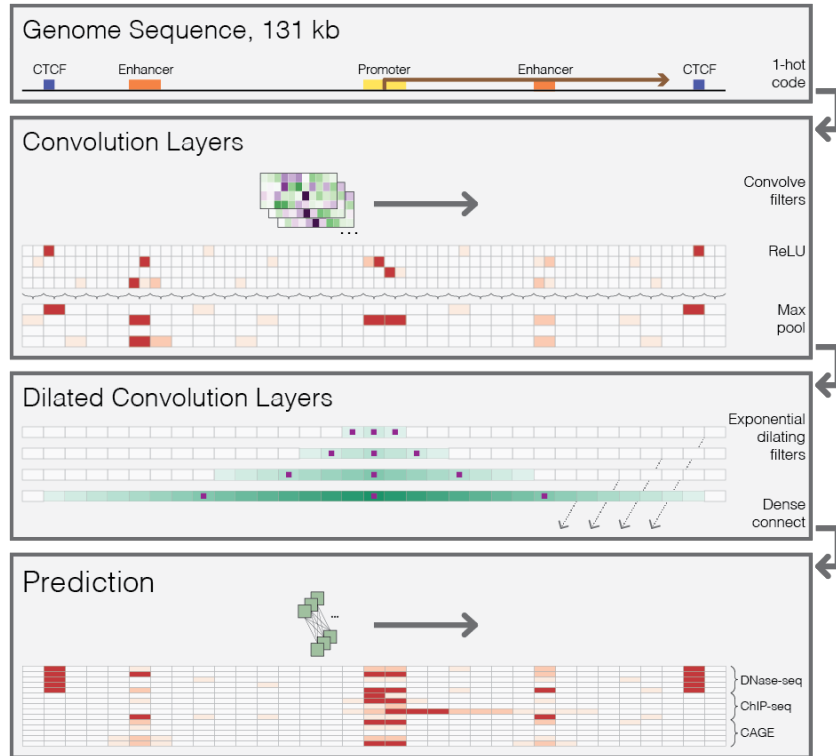 Genome Sequence, 131 kb
CTCF
Enhancer
Promoter
Enhancer
CTCF
1-hot
code
Convolution Layers
Convolve
filters
...
ReLU
Max
pool
Dilated Convolution Layers
Exponential
dilating
filters
Dense
connect
Prediction
...
DNase-seq
ChIP-seq
CAGE